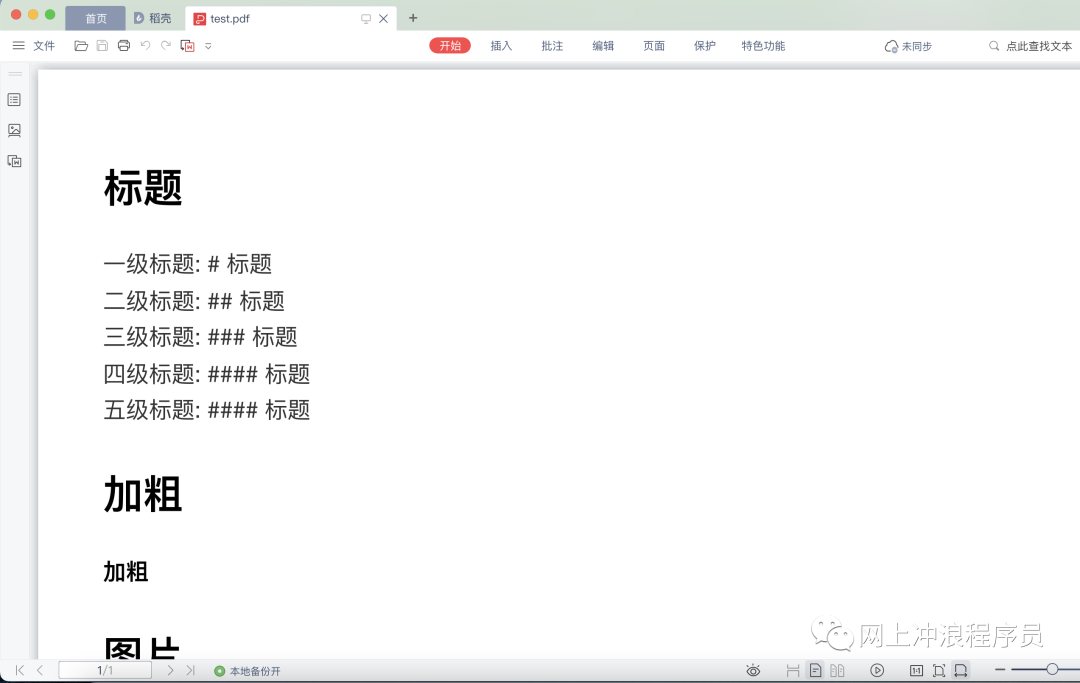 首页
稻壳
test.pdf
文件
开始
插入
批注
编辑
页面
保护
特色功能
未同步
点此查找文本
标题
一级标题: # 标题
二级标题: ## 标题
三级标题: ### 标题
四级标题: #### 标题
五级标题: #### 标题
加粗
加粗
图片
网上冲浪程序员
1/1
本地备份开
1:1